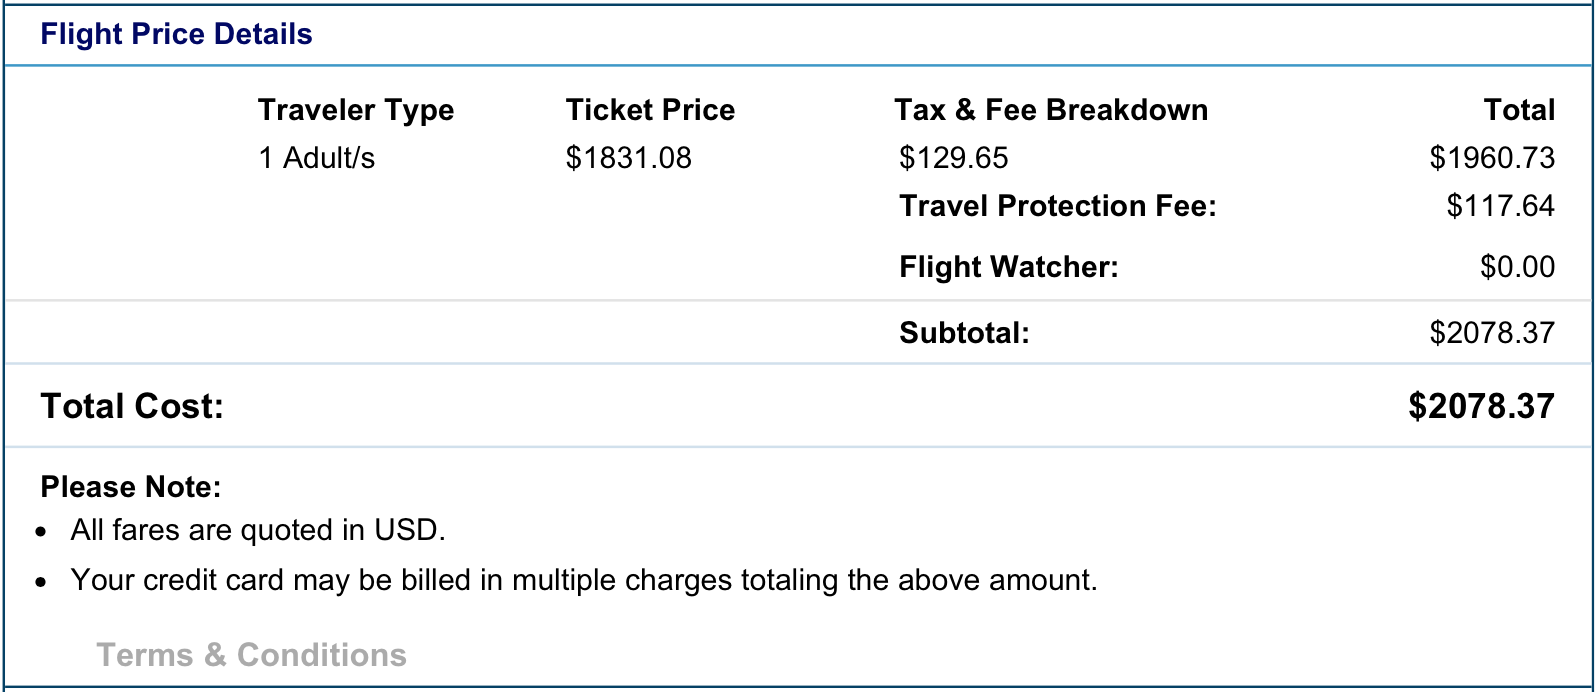 Flight Price Details
Traveler Type Ticket Price Tax & Fee Breakdown Total
1 Adult/s $1831.08 $129.65 $1960.73
Travel Protection Fee: $117.64
Flight Watcher: $0.00
Subtotal: $2078.37
Total Cost: $2078.37
Please Note:
• All fares are quoted in USD.
• Your credit card may be billed in multiple charges totaling the above amount.
Terms & Conditions